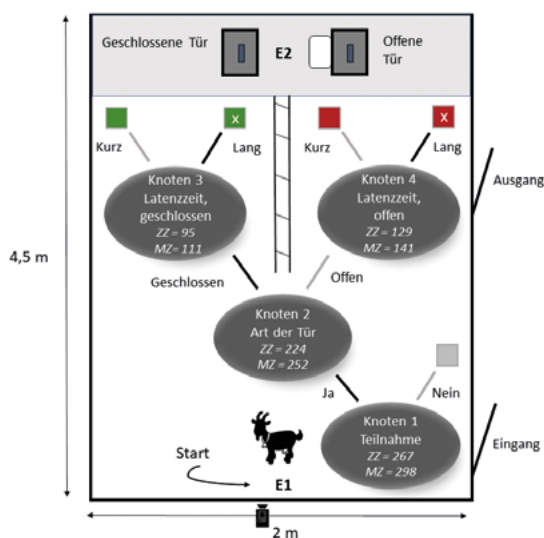 Geschlossene Tür
E2
Offene
Tür
x
x
Kurz
Lang
Kurz
Lang
Knoten 3
Latenzzeit,
geschlossen
ZZ = 95
MZ = 111
Knoten 4
Latenzzeit,
offen
ZZ = 129
MZ = 141
Ausgang
4,5 m
Geschlossen
Offen
Knoten 2
Art der Tür
ZZ = 224
MZ = 252
Ja
Nein
Knoten 1
Teilnahme
ZZ = 267
MZ = 298
Eingang
Start
E1
2 m